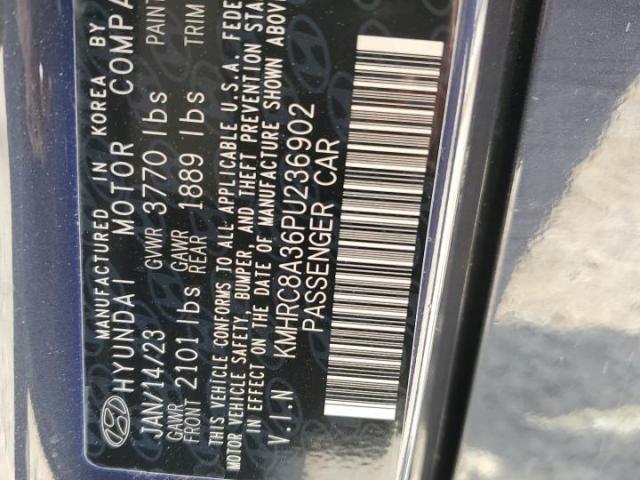 MANUFACTURED IN KOREA BY
HYUNDAI MOTOR COMPA
JAN/14/23 GVWR 3770 lbs PAINT
GAWR FRONT 2101 lbs GAWR REAR 1889 lbs TRIM
THIS VEHICLE CONFORMS TO ALL APPLICABLE U.S.A. FEDE
MOTOR VEHICLE SAFETY, BUMPER, AND THEFT PREVENTION STA
IN EFFECT ON THE DATE OF MANUFACTURE SHOWN ABOV
V.I.N KMHRC8A36PU236902
PASSENGER CAR